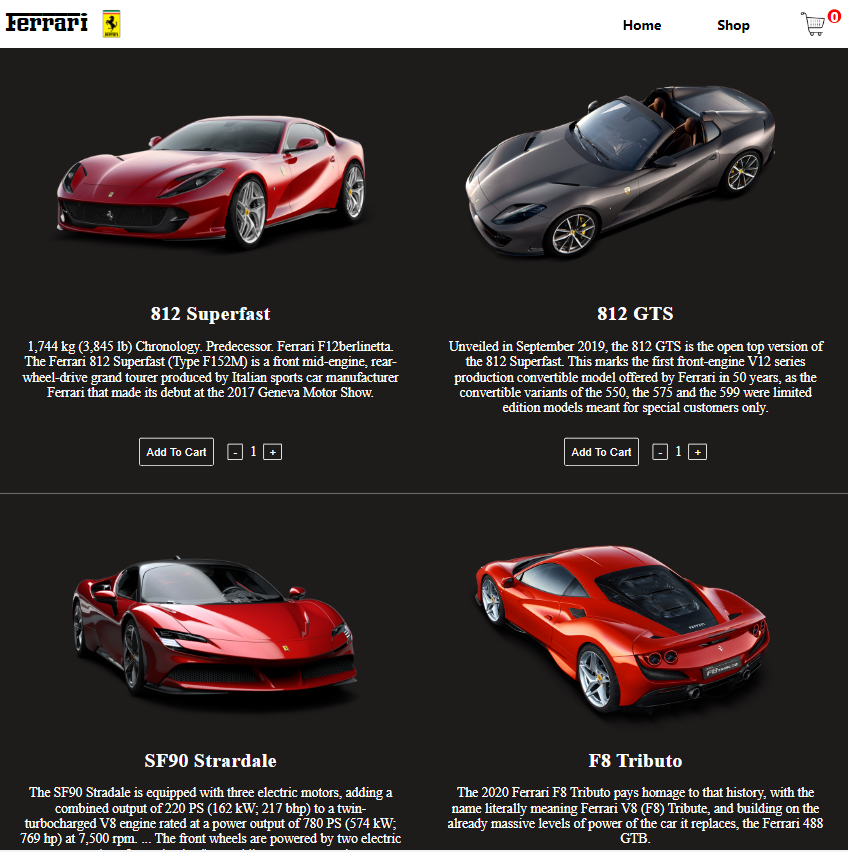 Ferrari
Home
Shop
0
812 Superfast
1,744 kg (3,845 lb) Chronology. Predecessor. Ferrari F12berlinetta.
The Ferrari 812 Superfast (Type F152M) is a front mid-engine, rear-
wheel-drive grand tourer produced by Italian sports car manufacturer
Ferrari that made its debut at the 2017 Geneva Motor Show.
Add To Cart - 1 +
812 GTS
Unveiled in September 2019, the 812 GTS is the open top version of
the 812 Superfast. This marks the first front-engine V12 series
production convertible model offered by Ferrari in 50 years, as the
convertible variants of the 550, the 575 and the 599 were limited
edition models meant for special customers only.
Add To Cart - 1 +
SF90 Strardale
The SF90 Stradale is equipped with three electric motors, adding a
combined output of 220 PS (162 kW; 217 bhp) to a twin-
turbocharged V8 engine rated at a power output of 780 PS (574 kW;
769 hp) at 7,500 rpm. ... The front wheels are powered by two electric
F8 Tributo
The 2020 Ferrari F8 Tributo pays homage to that history, with the
name literally meaning Ferrari V8 (F8) Tribute, and building on the
already massive levels of power of the car it replaces, the Ferrari 488
GTB.